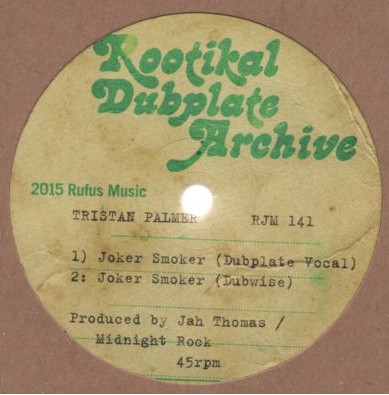 Rootikal
Dubplate
Archive
2015 Rufus Music
TRISTAN PALMER RJM 141
1) Joker Smoker (Dubplate Vocal)
2: Joker Smoker (Dubwise)
Produced by Jah Thomas /
Midnight Rock
45rpm